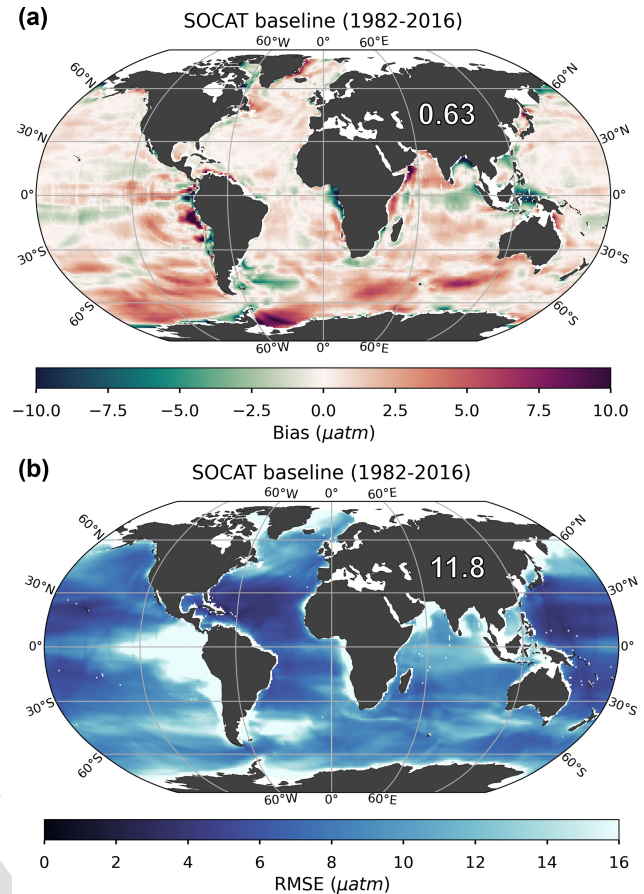 (a)
SOCAT baseline (1982-2016)
60°W 0° 60°E
60°N 60°N
0.63
30°N 30°N
0° 0°
30°S 30°S
60°S 60°S
60°W 0° 60°E
−10.0 −7.5 −5.0 −2.5 0.0 2.5 5.0 7.5 10.0
Bias (μatm)
(b)
SOCAT baseline (1982-2016)
60°W 0° 60°E
60°N 60°N
11.8
30°N 30°N
0° 0°
30°S 30°S
60°S 60°S
60°W 0° 60°E
0 2 4 6 8 10 12 14 16
RMSE (μatm)